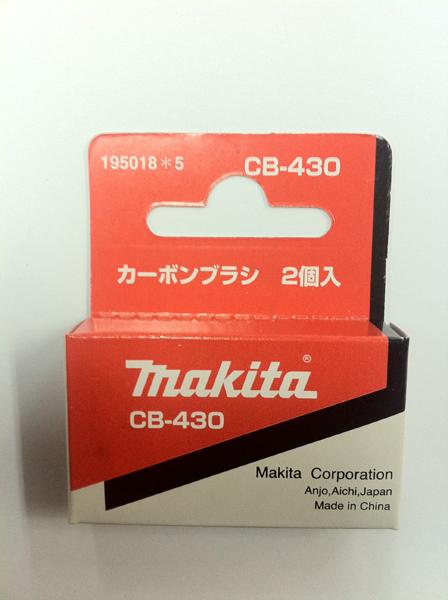 195018*5 CB-430
カーボンブラシ 2個入
makita®
CB-430
Makita Corporation
Anjo,Aichi,Japan
Made in China